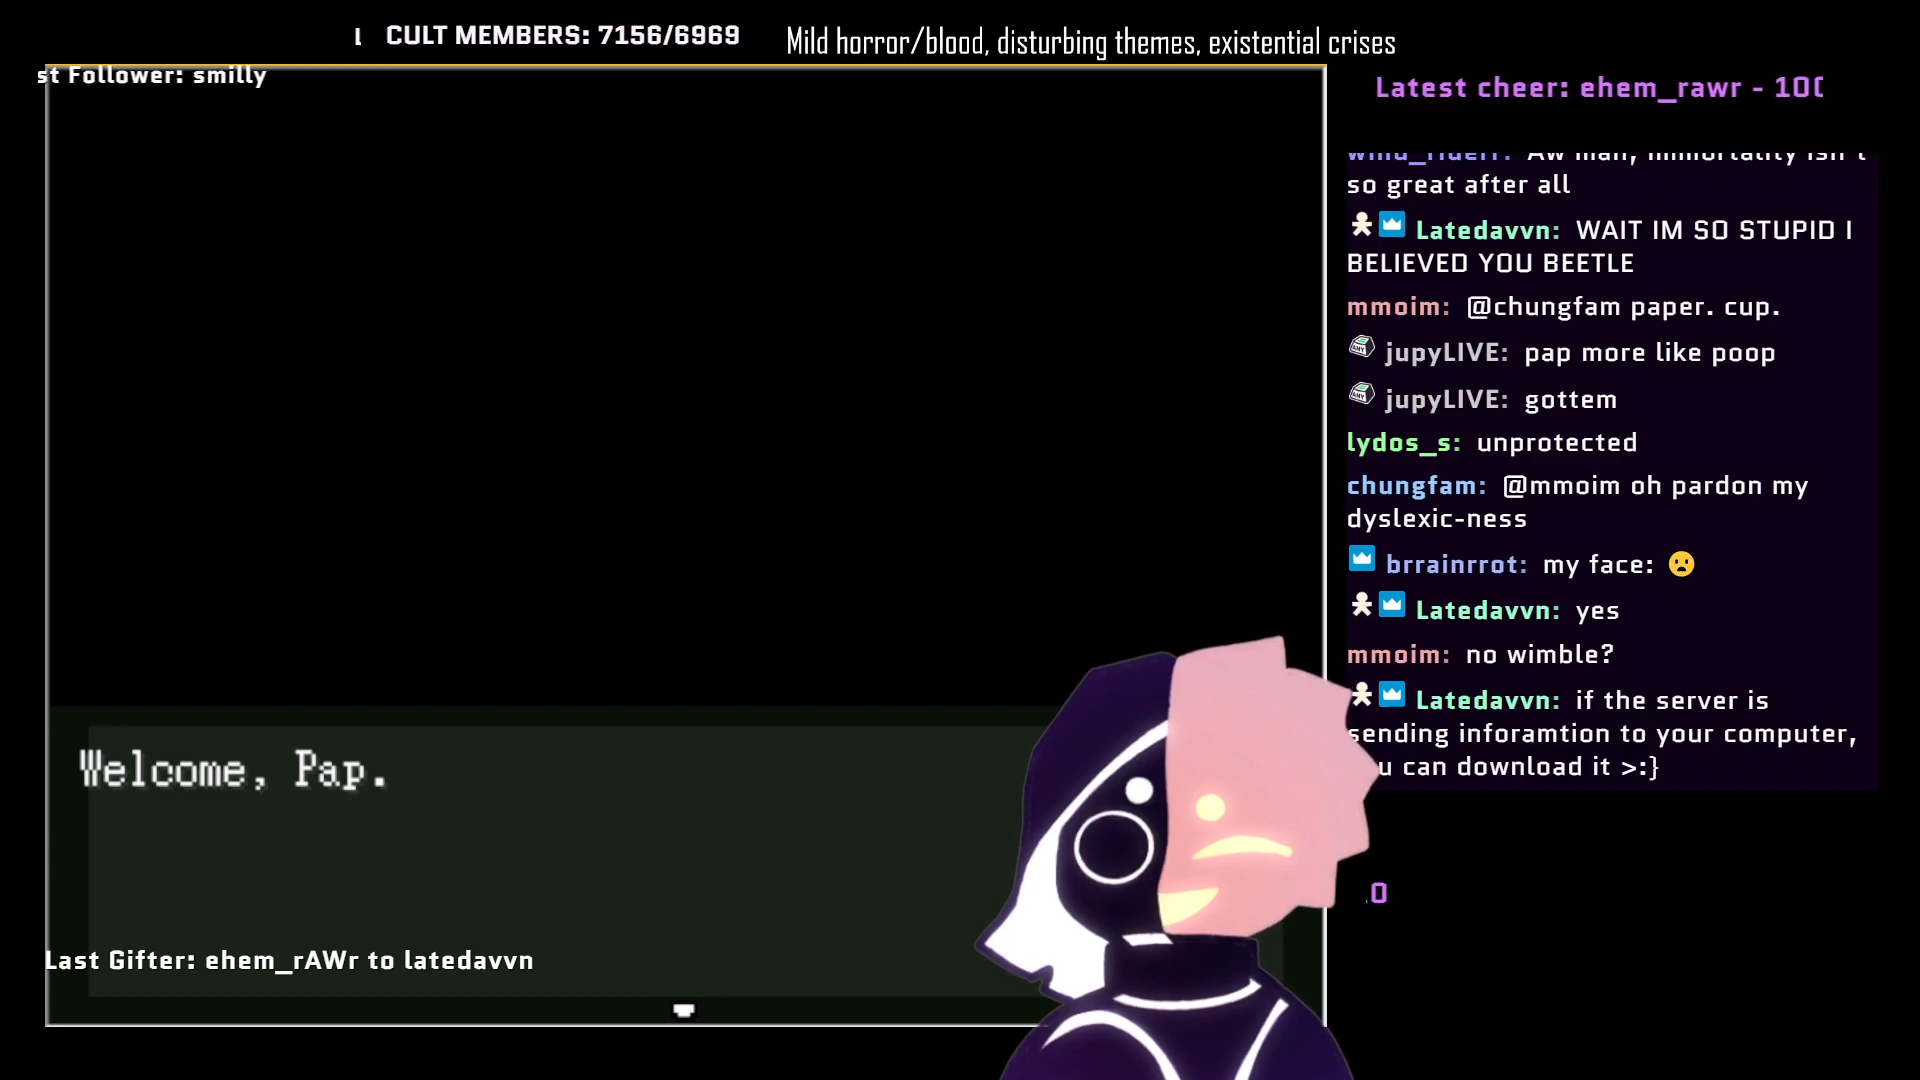 CULT MEMBERS: 7156/6969
Mild horror/blood, disturbing themes, existential crises
st Follower: smilly
Latest cheer: ehem_rawr - 10
so great after all
Latedavvn: WAIT IM SO STUPID I
BELIEVED YOU BEETLE
mmoim: @chungfam paper. cup.
jupyLIVE: pap more like poop
jupyLIVE: gottem
lydos_s: unprotected
chungfam: @mmoim oh pardon my
dyslexic-ness
brrainrrot: my face: 😦
Latedavvn: yes
mmoim: no wimble?
Latedavvn: if the server is
sending inforamtion to your computer,
u can download it >:}
Welcome, Pap.
0
Last Gifter: ehem_rAWr to latedavvn